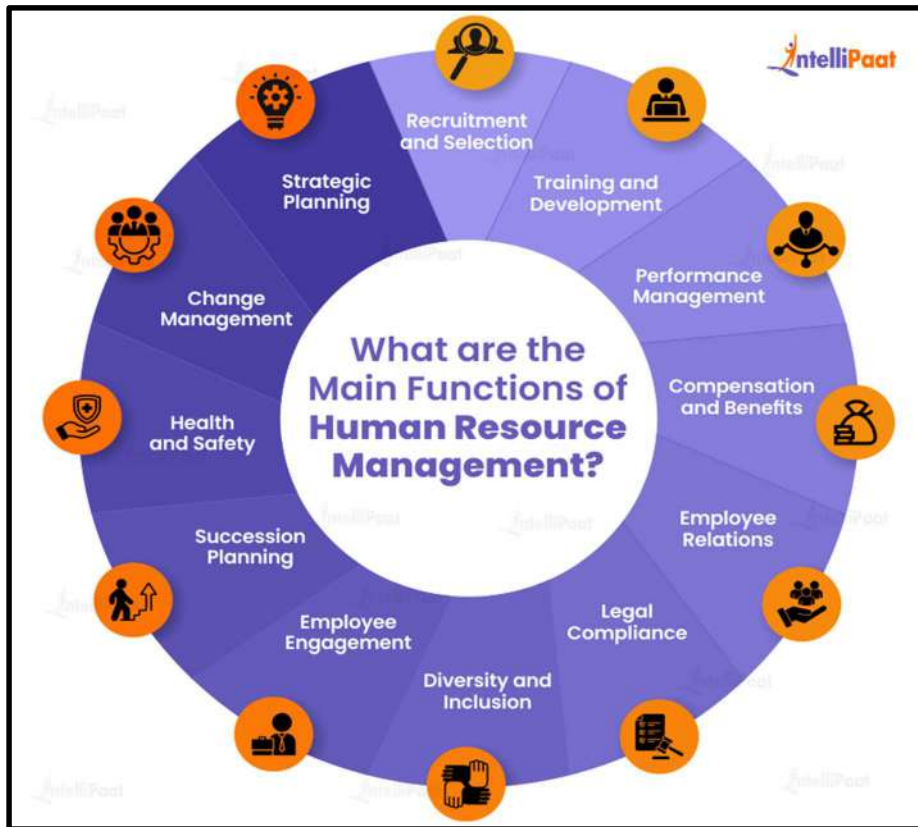 IntelliPaat
Recruitment
and Selection
Training and
Development
Performance
Management
Compensation
and Benefits
Employee
Relations
Legal
Compliance
Diversity and
Inclusion
Employee
Engagement
Succession
Planning
Health
and Safety
Change
Management
Strategic
Planning
What are the
Main Functions of
Human Resource
Management?